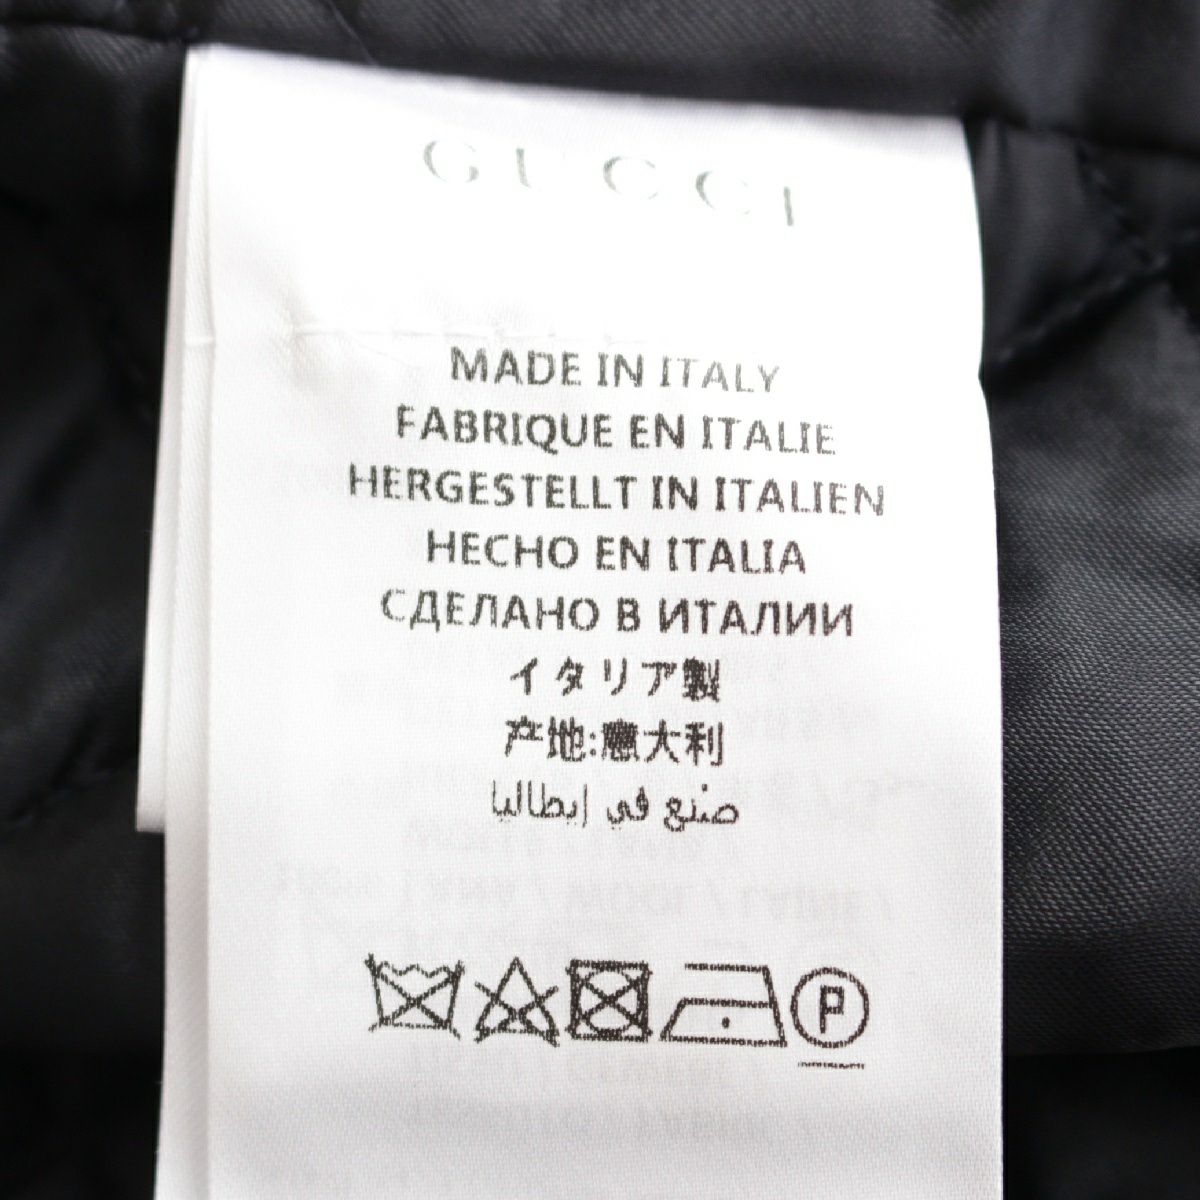 GUCCI
MADE IN ITALY
FABRIQUE EN ITALIE
HERGESTELLT IN ITALIEN
HECHO EN ITALIA
СДЕЛАНО В ИТАЛИИ
イタリア製
产地:意大利
صنع في إيطاليا
P